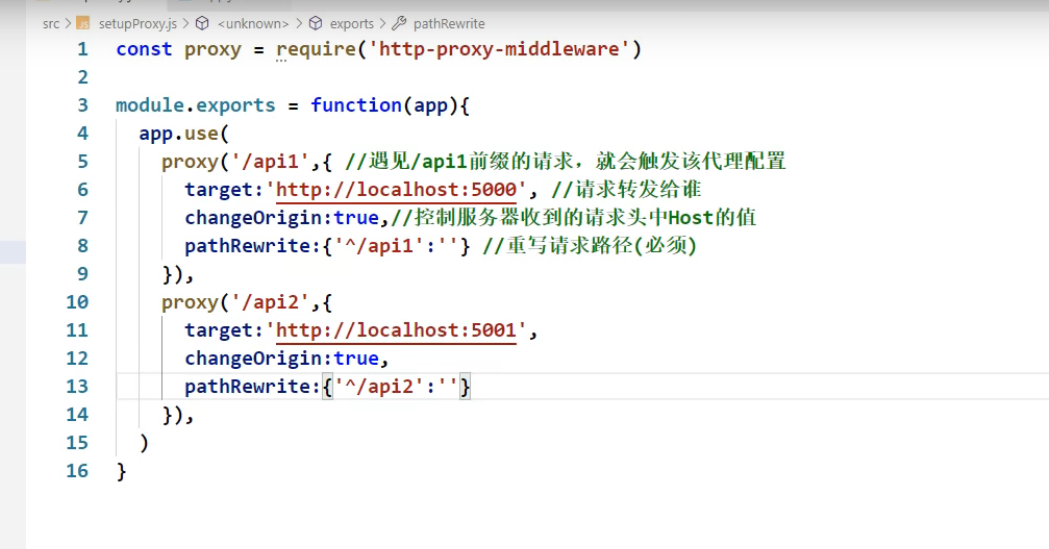 src > setupProxy.js > <unknown> > exports > pathRewrite
1 const proxy = require('http-proxy-middleware')
2
3 module.exports = function(app){
4 app.use(
5 proxy('/api1',{ //遇见/api1前缀的请求，就会触发该代理配置
6 target:'http://localhost:5000', //请求转发给谁
7 changeOrigin:true,//控制服务器收到的请求头中Host的值
8 pathRewrite:{'^/api1':''} //重写请求路径(必须)
9 }),
10 proxy('/api2',{
11 target:'http://localhost:5001',
12 changeOrigin:true,
13 pathRewrite:{'^/api2':''}
14 }),
15 )
16 }